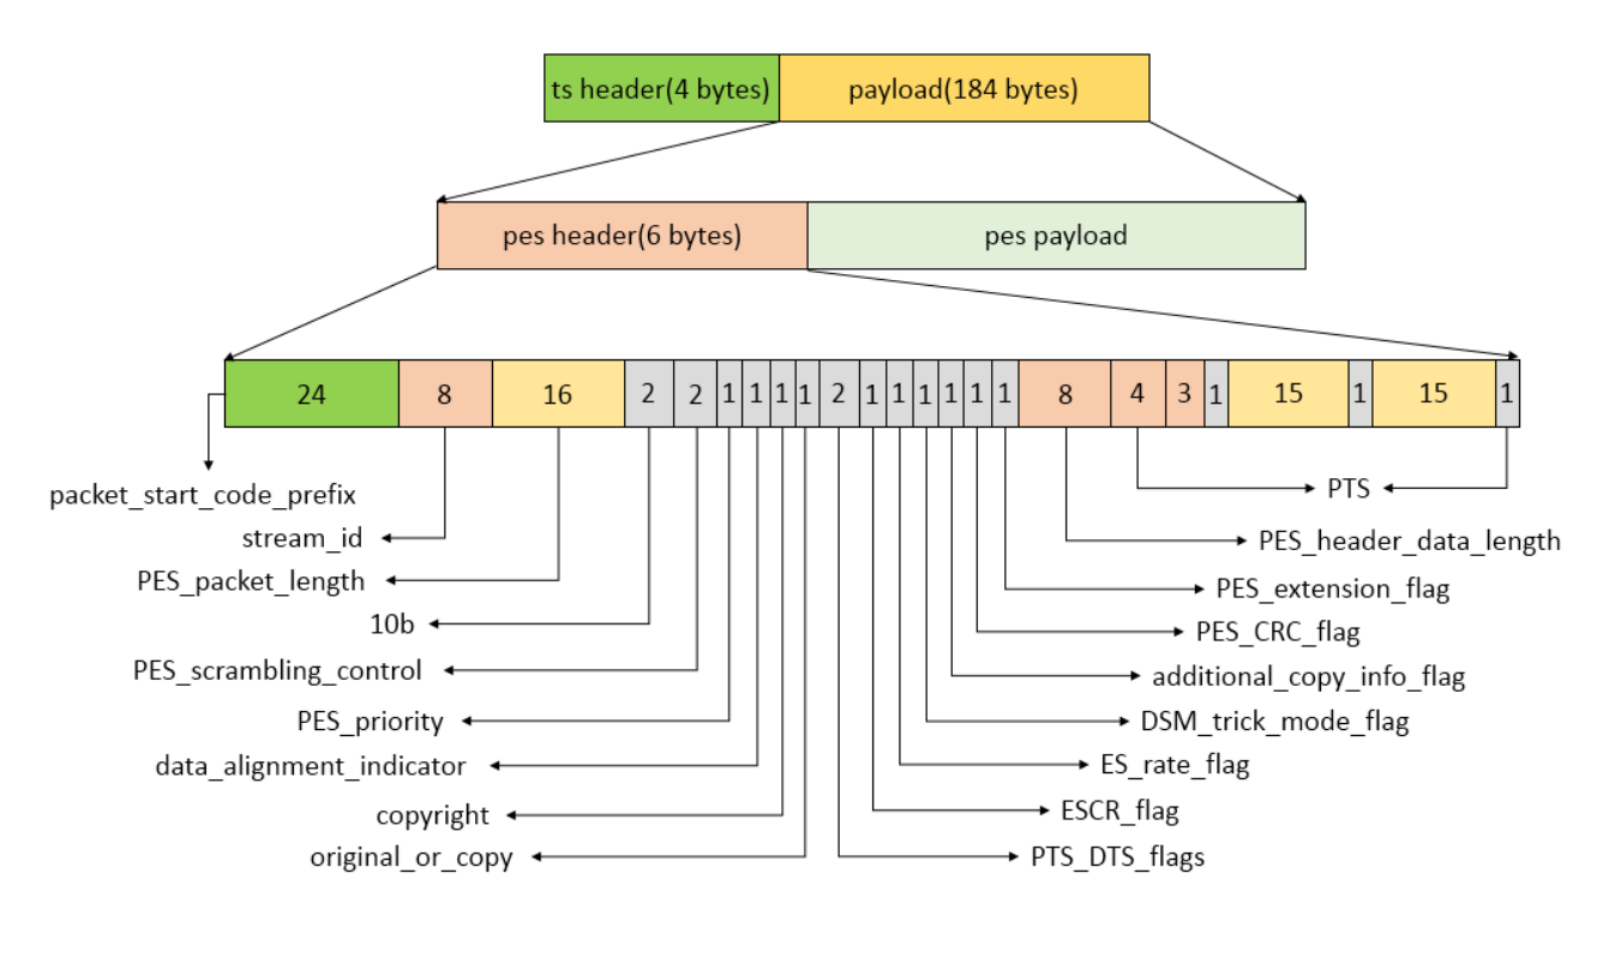 ts header(4 bytes) payload(184 bytes)
pes header(6 bytes) pes payload
24 8 16 2 2 1 1 1 1 2 1 1 1 1 1 1 8 4 3 1 15 1 15 1
packet_start_code_prefix
PTS
stream_id
PES_header_data_length
PES_packet_length
PES_extension_flag
10b
PES_CRC_flag
PES_scrambling_control
additional_copy_info_flag
PES_priority
DSM_trick_mode_flag
data_alignment_indicator
ES_rate_flag
copyright
ESCR_flag
original_or_copy
PTS_DTS_flags